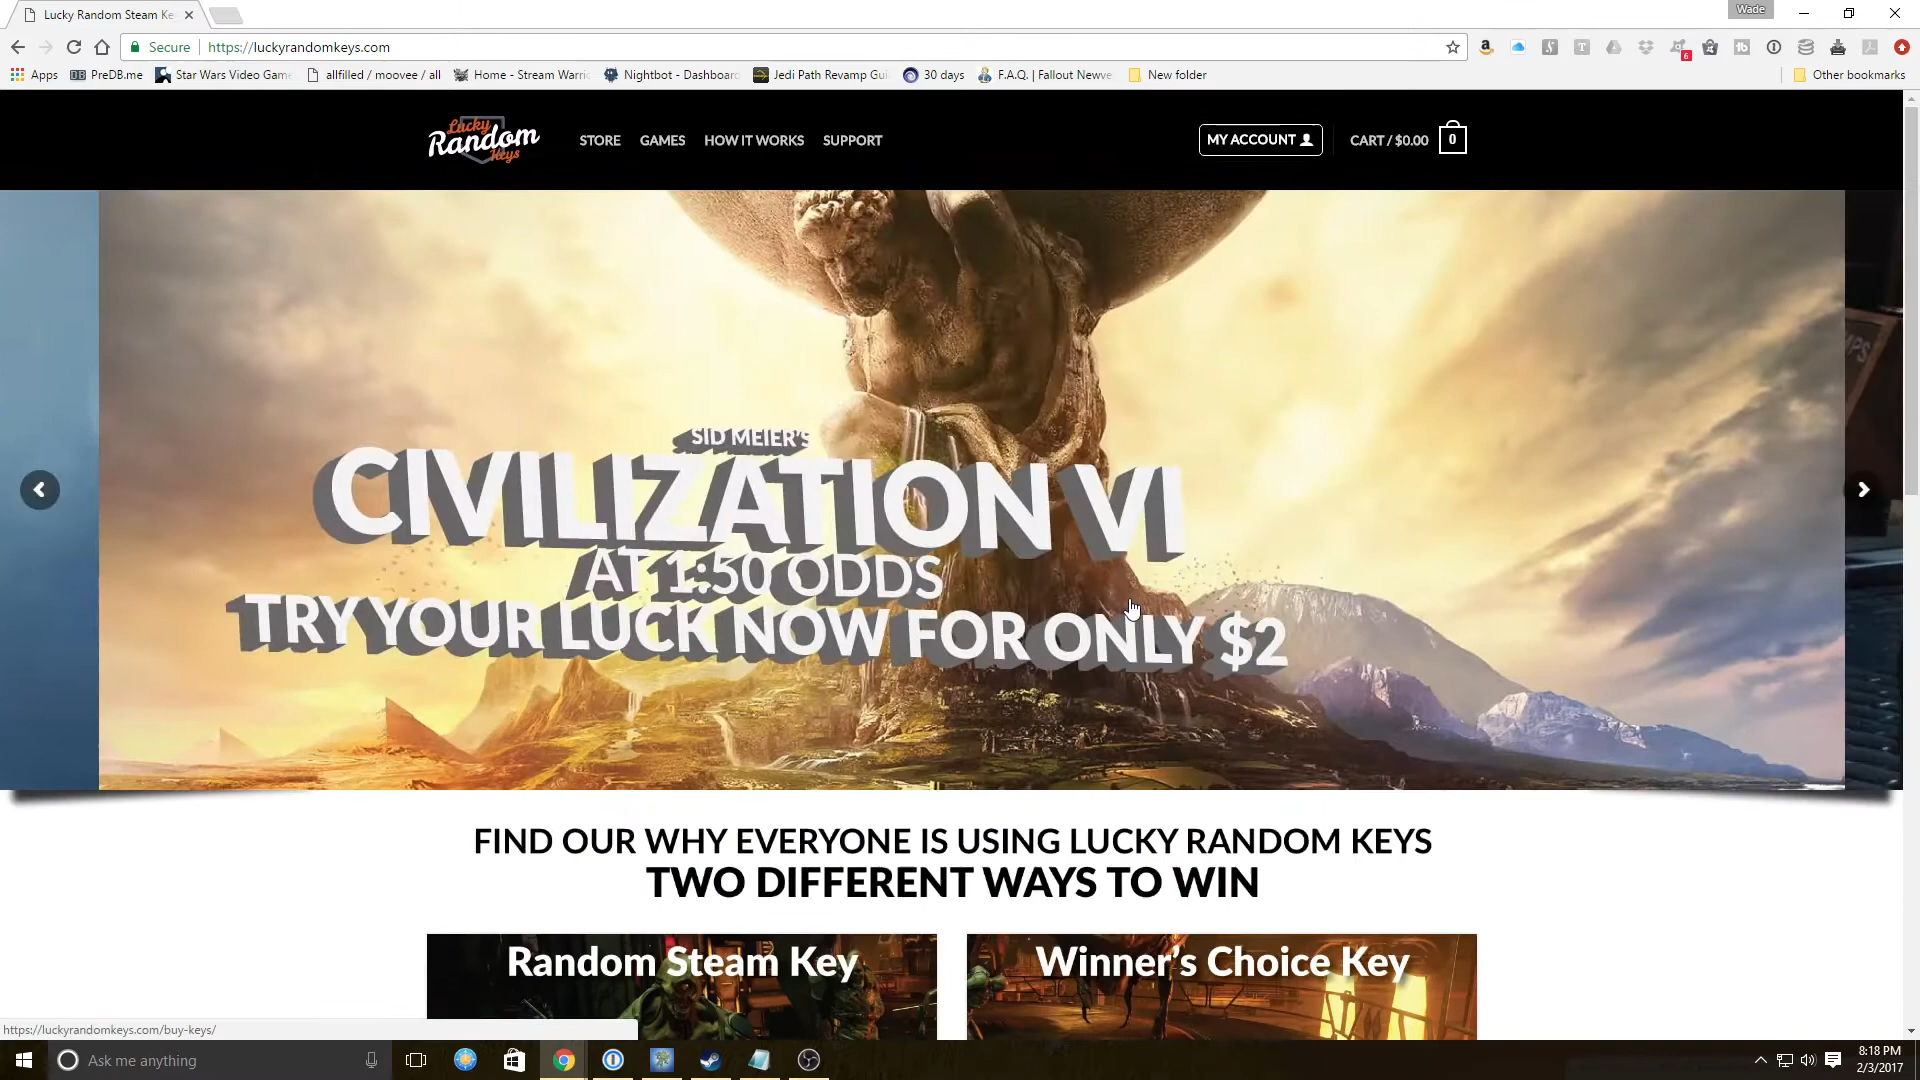 Lucky Random Steam Ke
Wade
Secure
https://luckyrandomkeys.com
6
Apps
PreDB.me
Star Wars Video Game
allfilled / moovee / all
Home - Stream Warri
Nightbot - Dashboard
Jedi Path Revamp Gui
30 days
F.A.Q. | Fallout Newve
New folder
Other bookmarks
Lucky
Random
Keys
STORE
GAMES
HOW IT WORKS
SUPPORT
MY ACCOUNT
CART / $0.00
0
SID MEIER'S
CIVILIZATION VI
AT 1:50 ODDS
TRY YOUR LUCK NOW FOR ONLY $2
FIND OUR WHY EVERYONE IS USING LUCKY RANDOM KEYS
TWO DIFFERENT WAYS TO WIN
Random Steam Key
Winner's Choice Key
https://luckyrandomkeys.com/buy-keys/
Ask me anything
8:18 PM
2/3/2017